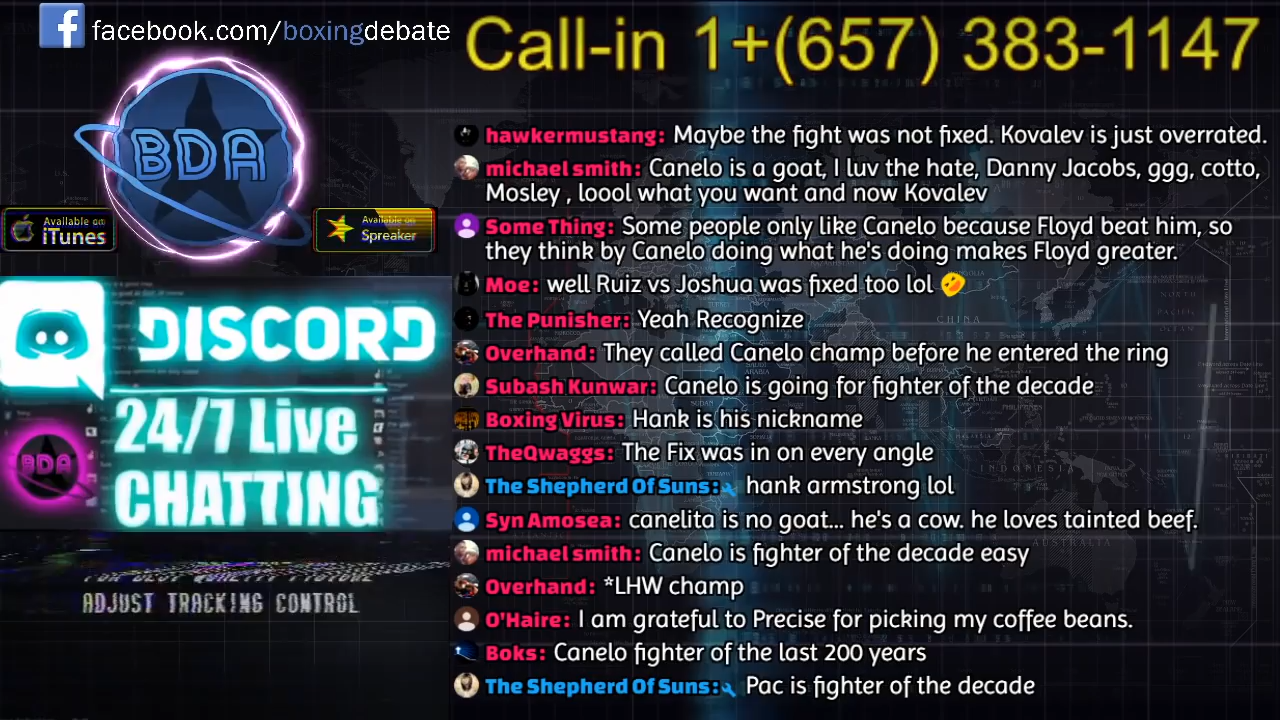 facebook.com/boxingdebate
Call-in 1+(657) 383-1147
BDA
Available on
iTunes
Available on
Spreaker
DISCORD
24/7 Live
CHATTING
BDA
ADJUST TRACKING CONTROL
hawkermustang: Maybe the fight was not fixed. Kovalev is just overrated.
michael smith: Canelo is a goat, I luv the hate, Danny Jacobs, ggg, cotto,
Mosley , loool what you want and now Kovalev
Some Thing: Some people only like Canelo because Floyd beat him, so
they think by Canelo doing what he's doing makes Floyd greater.
Moe: well Ruiz vs Joshua was fixed too lol 🤣
The Punisher: Yeah Recognize
Overhand: They called Canelo champ before he entered the ring
Subash Kunwar: Canelo is going for fighter of the decade
Boxing Virus: Hank is his nickname
TheQwaggs: The Fix was in on every angle
The Shepherd Of Suns: hank armstrong lol
Syn Amosea: canelita is no goat... he's a cow. he loves tainted beef.
michael smith: Canelo is fighter of the decade easy
Overhand: *LHW champ
O'Haire: I am grateful to Precise for picking my coffee beans.
Boks: Canelo fighter of the last 200 years
The Shepherd Of Suns: Pac is fighter of the decade